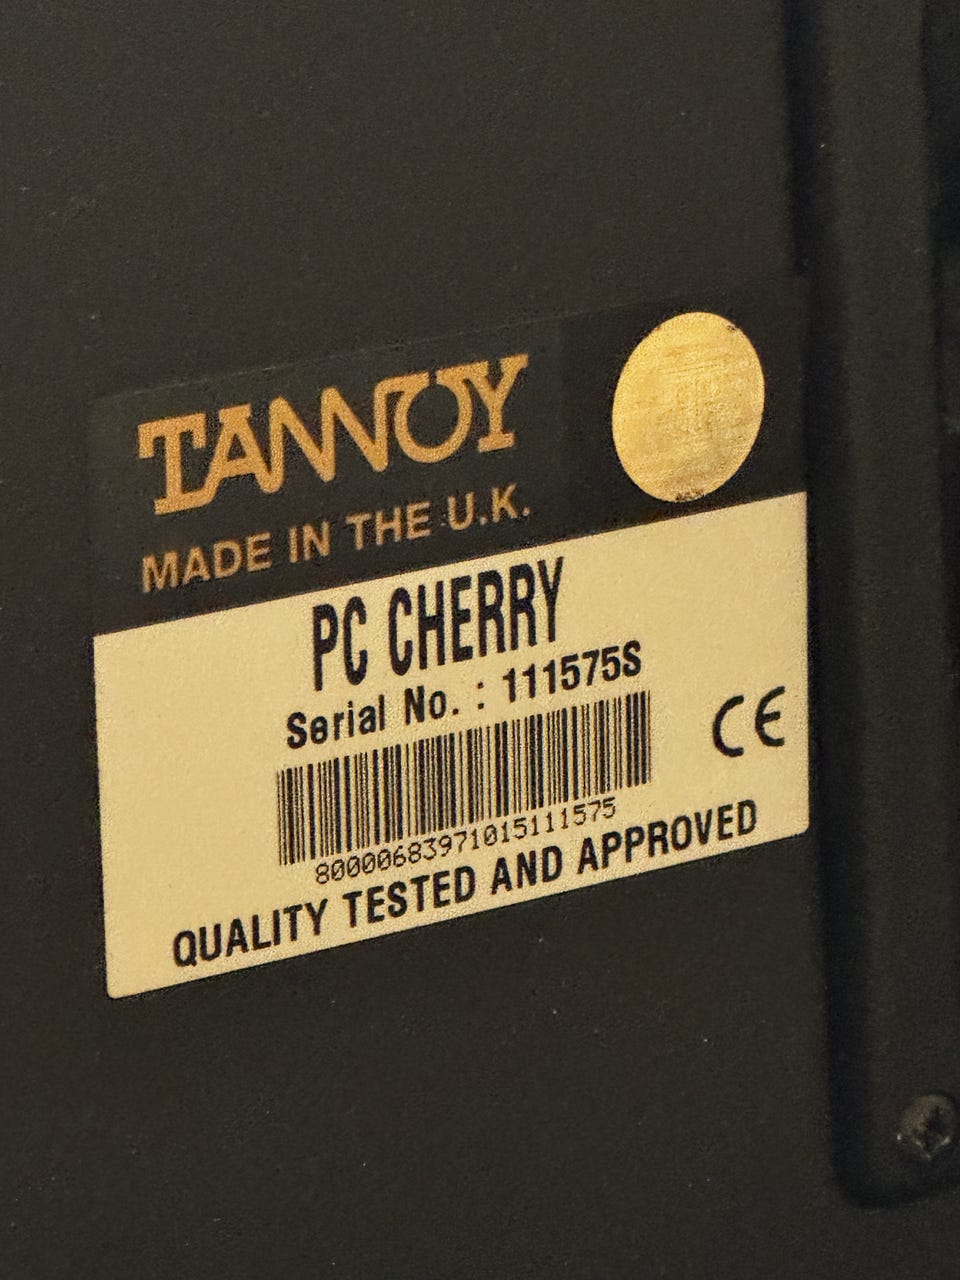 TANNOY
MADE IN THE U.K.
PC CHERRY
Serial No. : 111575S
CE
8000068397101511157​5
QUALITY TESTED AND APPROVED